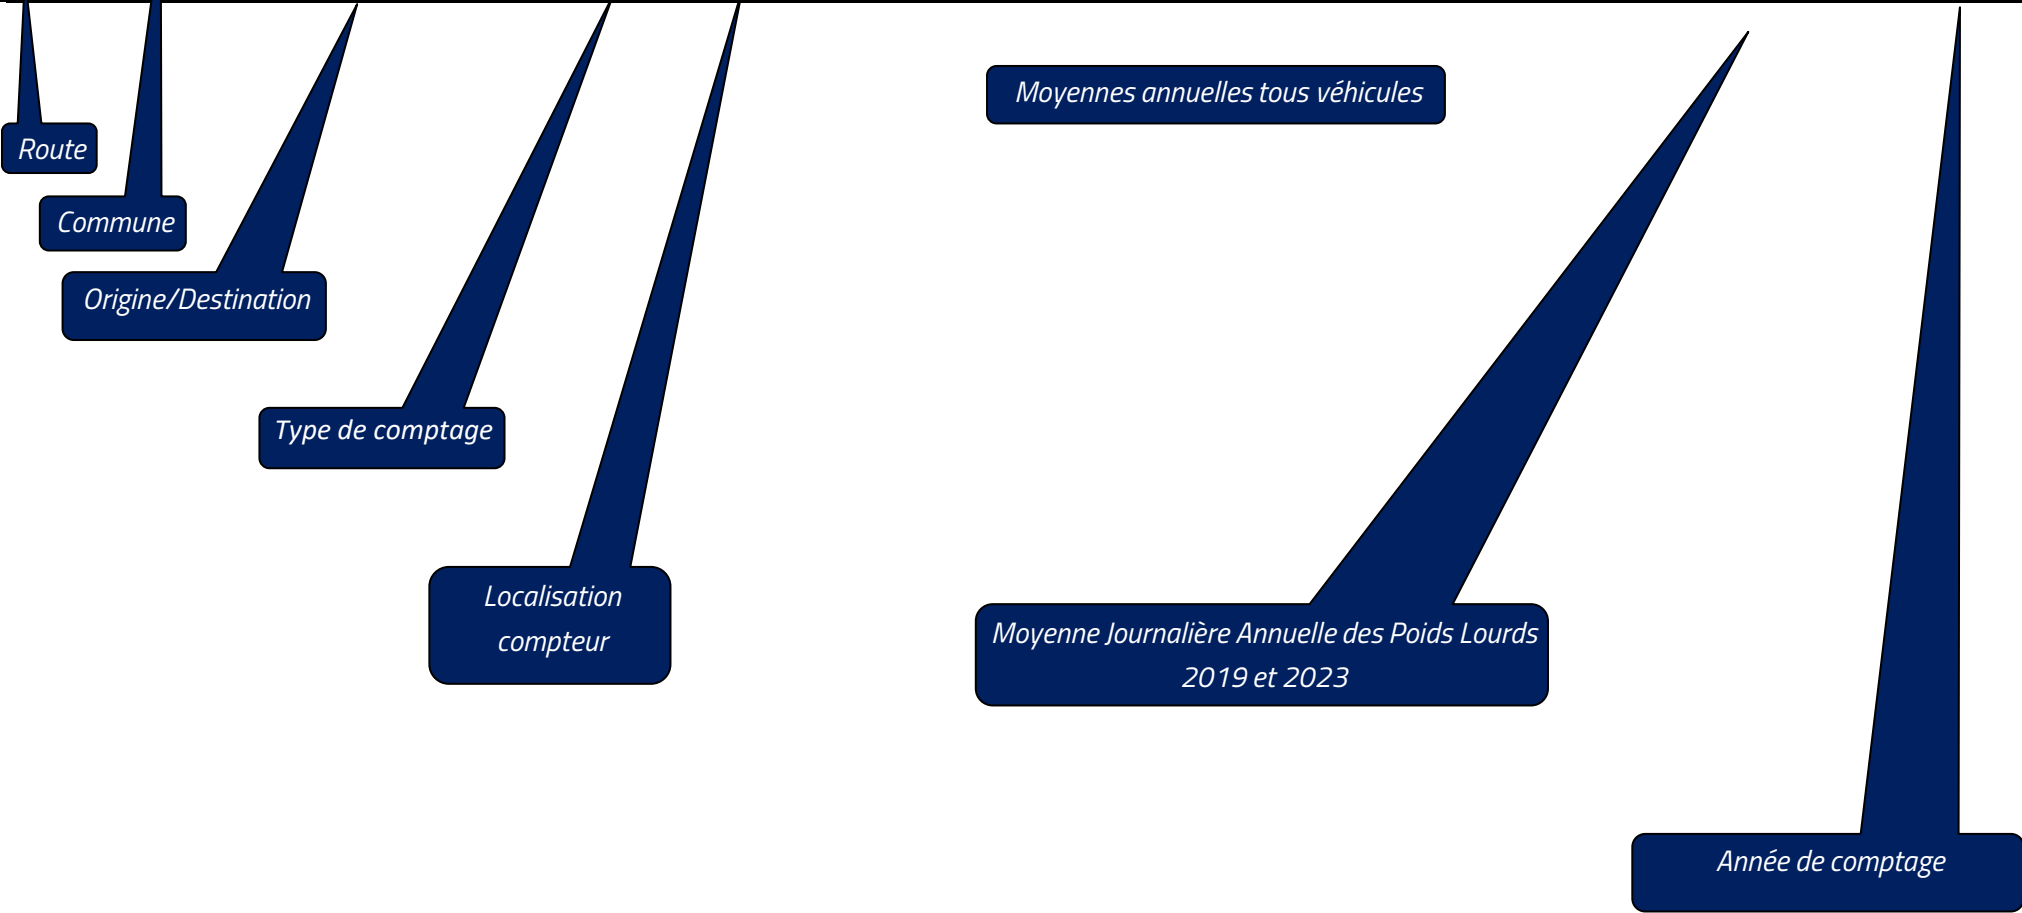 Moyennes annuelles tous véhicules
Route
Commune
Origine/Destination
Type de comptage
Localisation
compteur
Moyenne Journalière Annuelle des Poids Lourds
2019 et 2023
Année de comptage